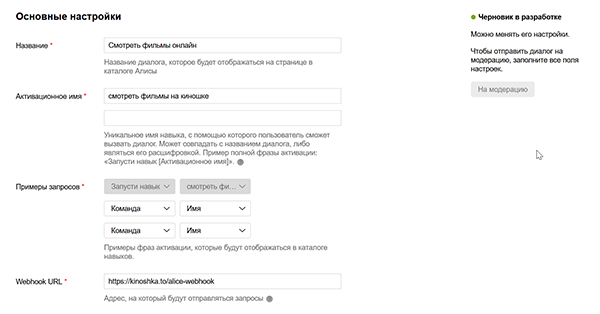 Основные настройки
Черновик в разработке
Можно менять его настройки.
Чтобы отправить диалог на
модерацию, заполните все поля
настроек.
На модерацию
Название *
Смотреть фильмы онлайн
Название диалога, которое будет отображаться на странице в
каталоге Алисы
Активационное имя *
смотреть фильмы на киношке
Уникальное имя навыка, с помощью которого пользователь сможет
вызвать диалог. Может совпадать с названием диалога, либо
являться его расшифровкой. Пример полной фразы активации:
«Запусти навык [Активационное имя]».
Примеры запросов *
Запусти навык
смотреть фи...
Команда
Имя
Команда
Имя
Примеры фраз активации, которые будут отображаться в каталоге
навыков.
Webhook URL *
https://kinoshka.to/alice-webhook
Адрес, на который будут отправляться запросы